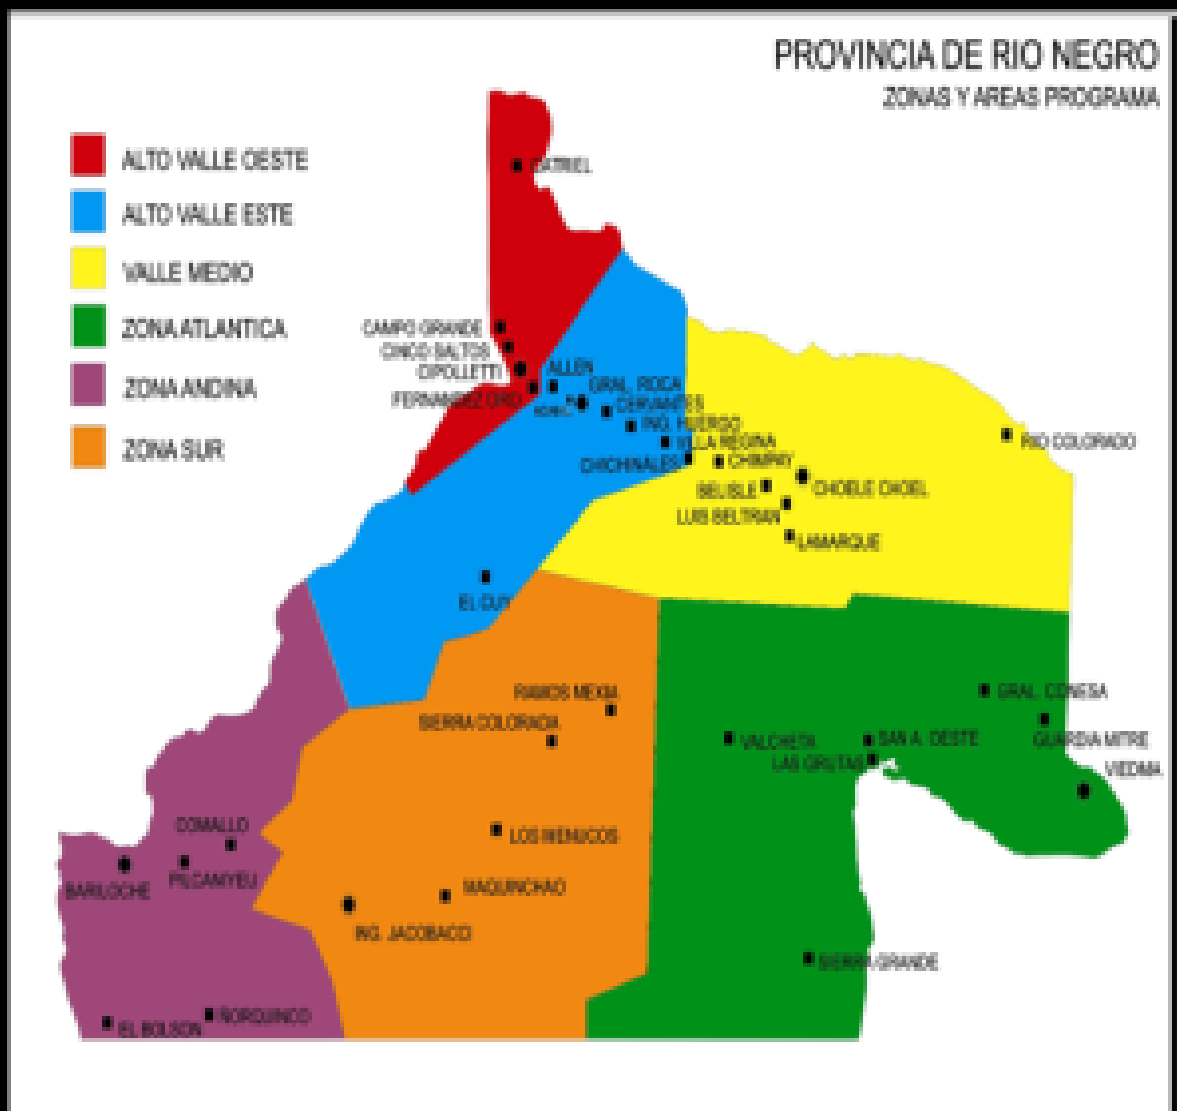 PROVINCIA DE RIO NEGRO
ZONAS Y AREAS PROGRAMA
ALTO VALLE OESTE
ALTO VALLE ESTE
VALLE MEDIO
ZONA ATLANTICA
ZONA ANDINA
ZONA SUR
CATRIEL
CAMPO GRANDE
CINCO SALTOS
CIPOLLETTI
ALLEN
FERNANDEZ ORO
GRAL. ROCA
CERVANTES
ING. HUERGO
VILLA REGINA
CHICHINALES
CHIMPAY
RIO COLORADO
BELISLE
CHOELE CHOEL
LUIS BELTRAN
LAMARQUE
EL CUY
RAMOS MEXIA
SIERRA COLORADA
GRAL. CONESA
VALCHETA
SAN A. OESTE
GUARDIA MITRE
LAS GRUTAS
VIEDMA
COMALLO
LOS MENUCOS
BARILOCHE
PILCANIYEU
MAQUINCHAO
ING. JACOBACCI
SIERRA GRANDE
EL BOLSON
ÑORQUINCO